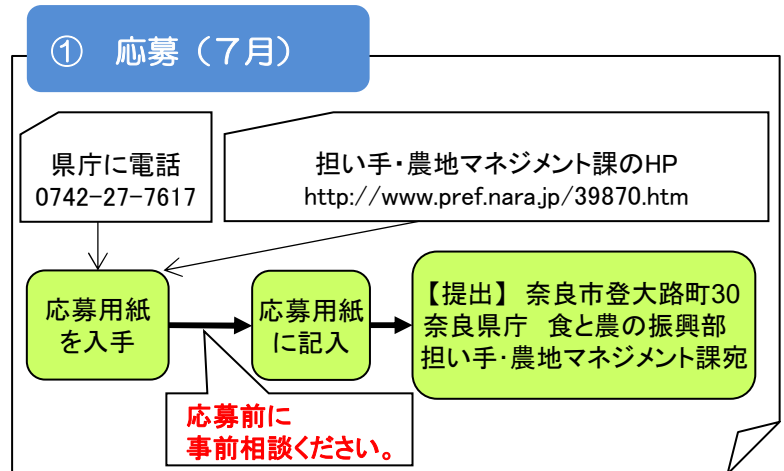 ① 応募（7月）
県庁に電話
0742-27-7617
担い手・農地マネジメント課のHP
http://www.pref.nara.jp/39870.htm
応募用紙
を入手
応募用紙
に記入
【提出】 奈良市登大路町30
奈良県庁 食と農の振興部
担い手・農地マネジメント課宛
応募前に
事前相談ください。